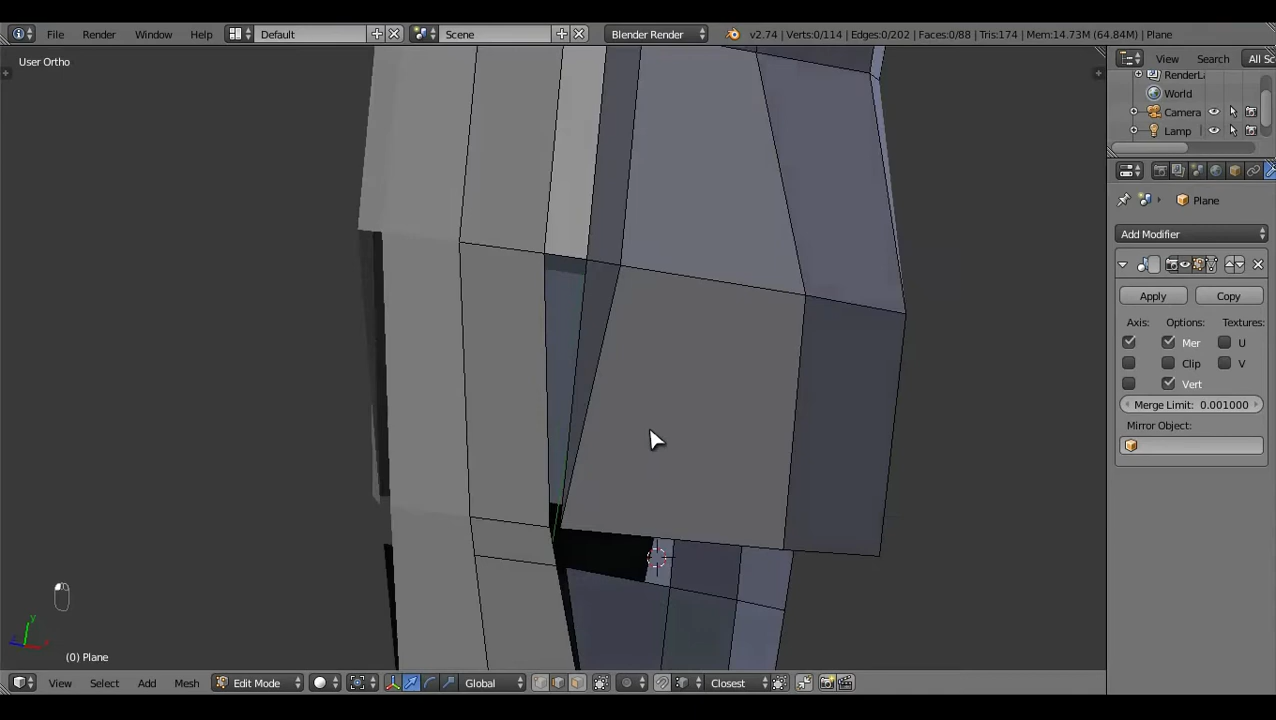 File Render Window Help Default Scene Blender Render v2.74 | Verts:0/114 | Edges:0/202 | Faces:0/88 | Tris:174 | Mem:14.73M (64.84M) | Plane
View Search All Sc
User Ortho
RenderLa
World
Camera
Lamp
Plane
Add Modifier
Apply Copy
Axis: Options: Textures:
Mer U
Clip V
Vert
Merge Limit: 0.001000
Mirror Object:
y
z x
(0) Plane
View Select Add Mesh Edit Mode Global Closest